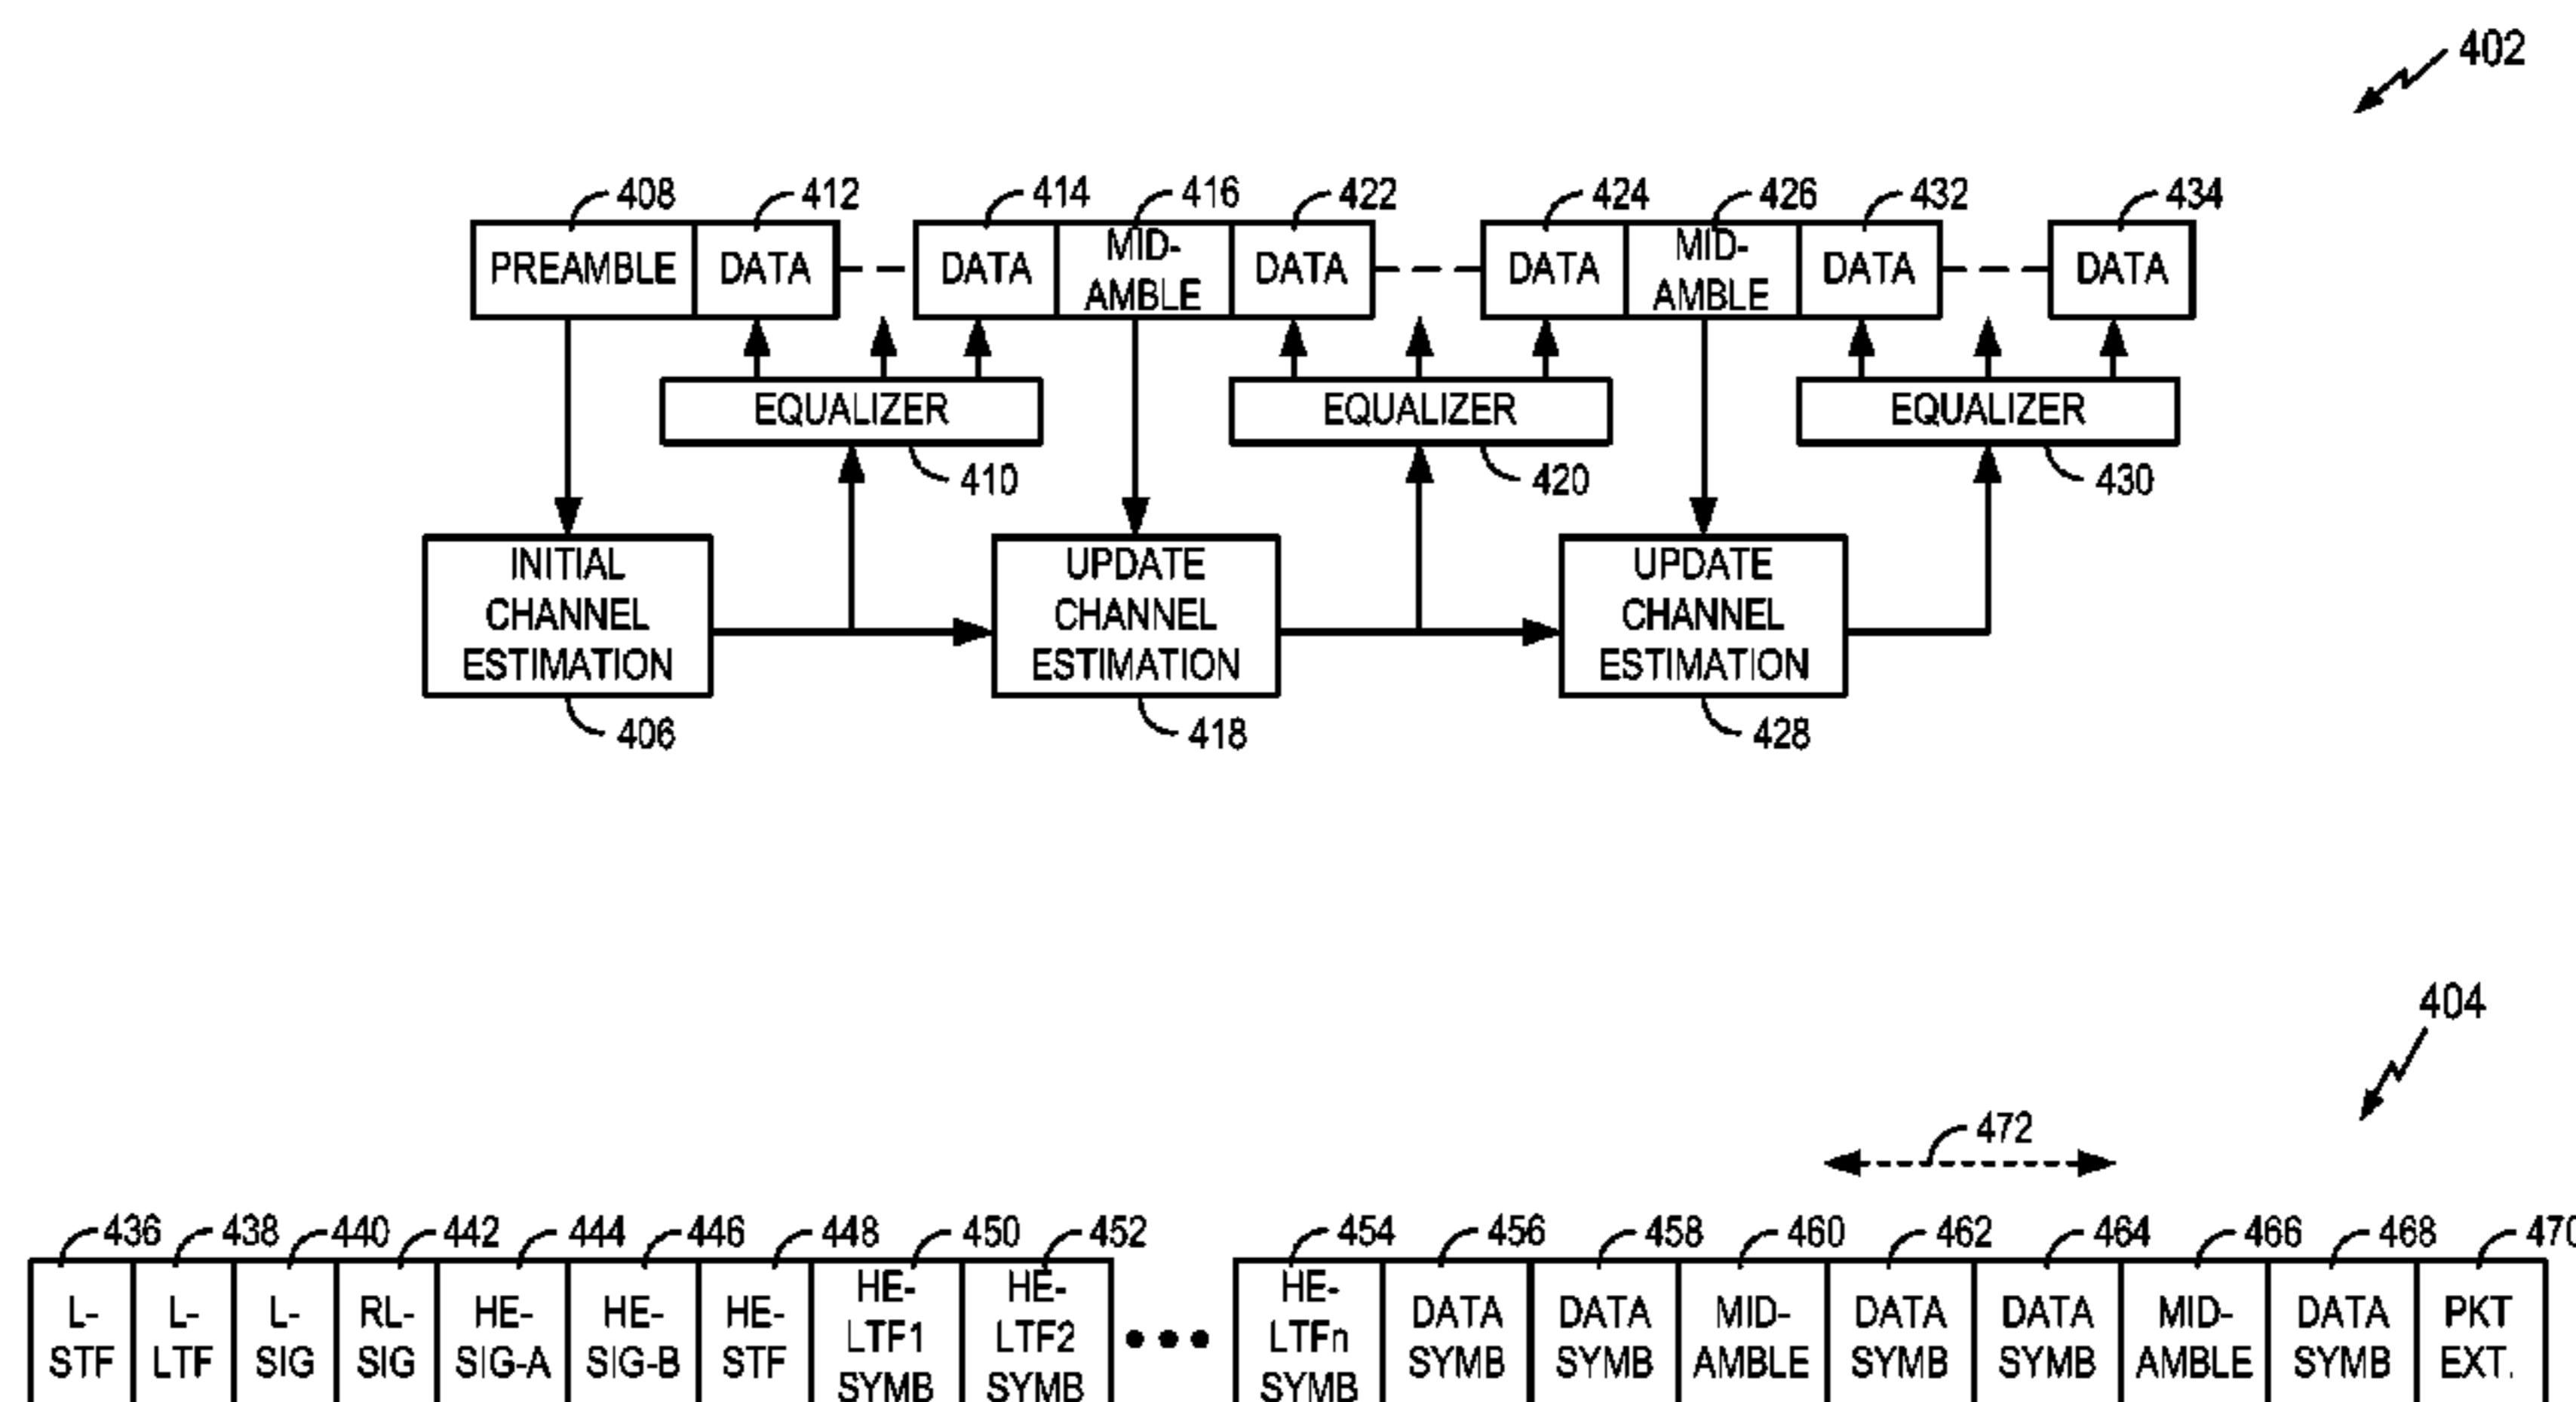 402
408 412 414 416 422 424 426 432 434
PREAMBLE DATA DATA MID-AMBLE DATA DATA MID-AMBLE DATA DATA
EQUALIZER EQUALIZER EQUALIZER
410 420 430
INITIAL CHANNEL ESTIMATION
UPDATE CHANNEL ESTIMATION
UPDATE CHANNEL ESTIMATION
406 418 428
404
472
436 438 440 442 444 446 448 450 452 454 456 458 460 462 464 466 468 470
L-STF
L-LTF
L-SIG
RL-SIG
HE-SIG-A
HE-SIG-B
HE-STF
HE-LTF1 SYMB
HE-LTF2 SYMB
HE-LTFn SYMB
DATA SYMB
DATA SYMB
MID-AMBLE
DATA SYMB
DATA SYMB
MID-AMBLE
DATA SYMB
PKT EXT.